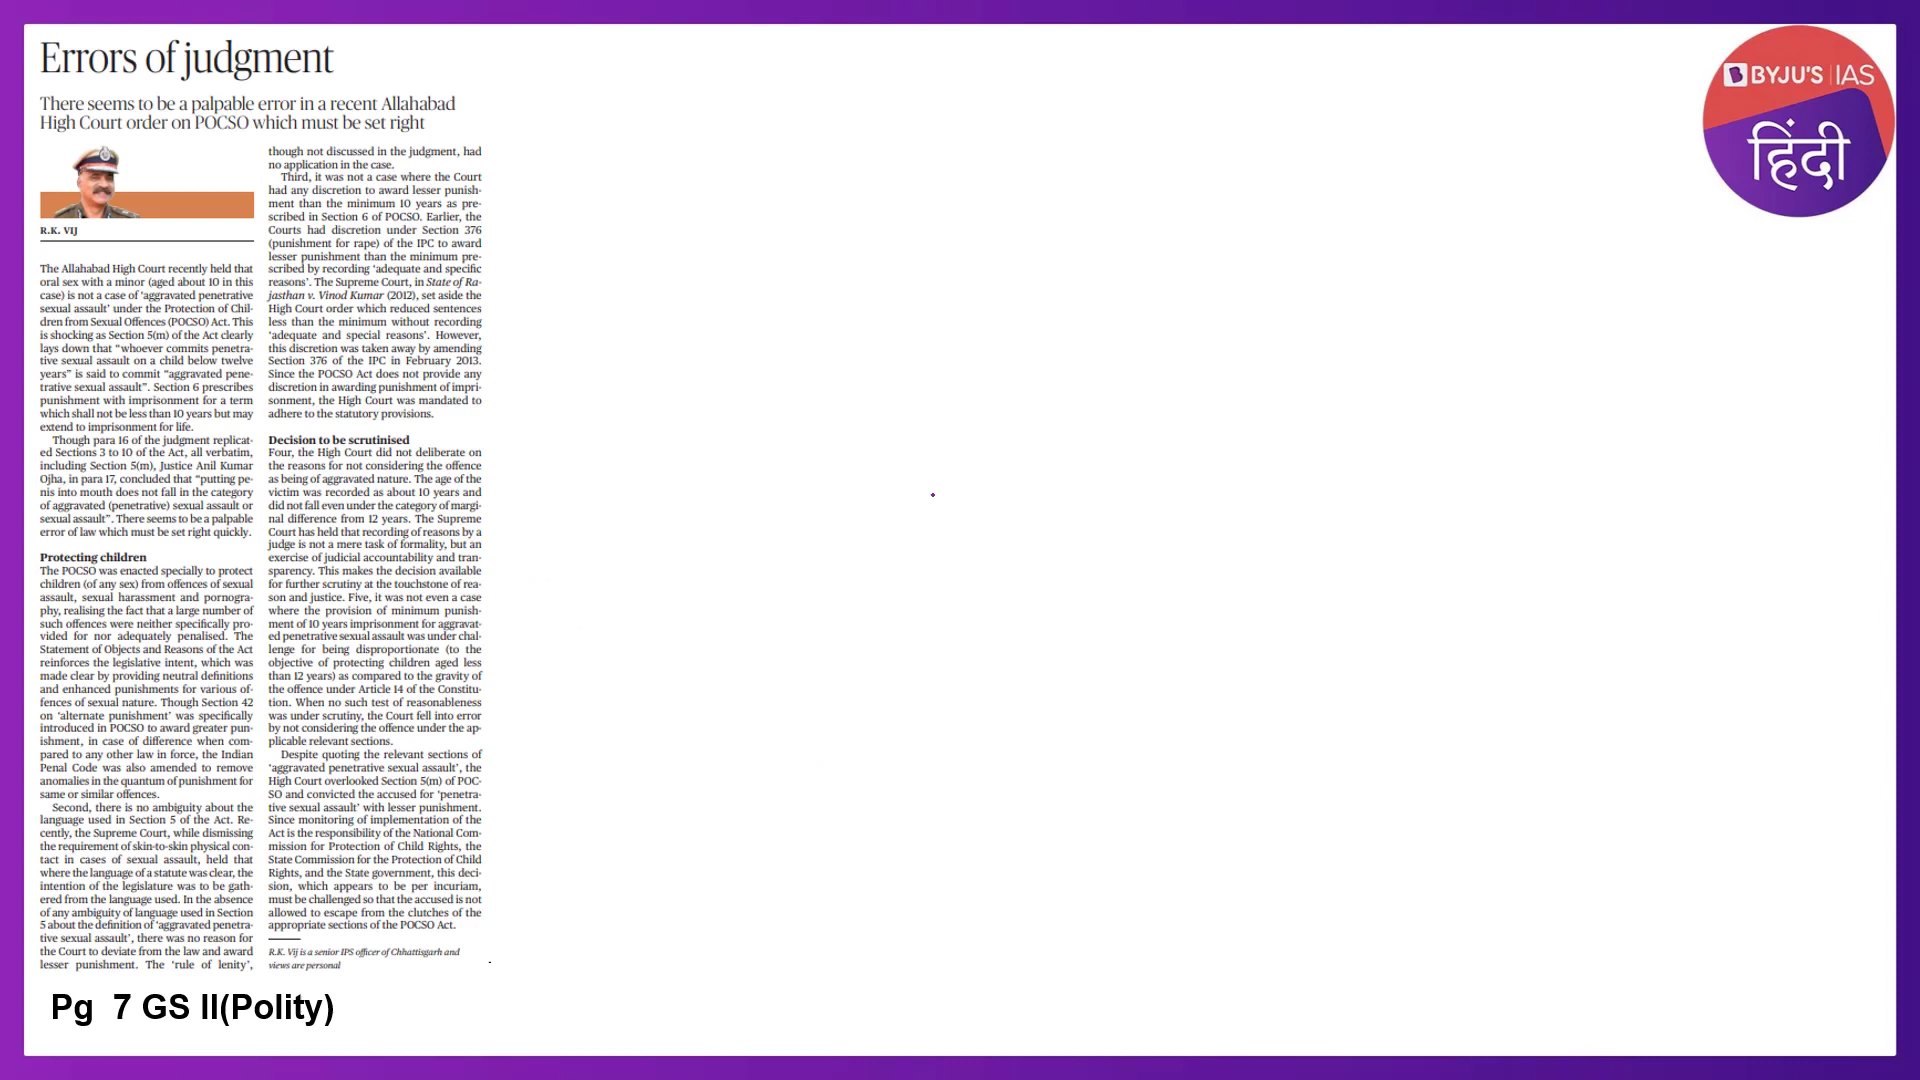 Errors of judgment
There seems to be a palpable error in a recent Allahabad
High Court order on POCSO which must be set right
R.K. VIJ
The Allahabad High Court recently held that
oral sex with a minor (aged about 10 in this
case) is not a case of ‘aggravated penetrative
sexual assault’ under the Protection of Chil-
dren from Sexual Offences (POCSO) Act. This
is shocking as Section 5(m) of the Act clearly
lays down that “whoever commits penetra-
tive sexual assault on a child below twelve
years” is said to commit “aggravated pene-
trative sexual assault”. Section 6 prescribes
punishment with imprisonment for a term
which shall not be less than 10 years but may
extend to imprisonment for life.
Though para 16 of the judgment replicat-
ed Sections 3 to 10 of the Act, all verbatim,
including Section 5(m), Justice Anil Kumar
Ojha, in para 17, concluded that “putting pe-
nis into mouth does not fall in the category
of aggravated (penetrative) sexual assault or
sexual assault”. There seems to be a palpable
error of law which must be set right quickly.
Protecting children
The POCSO was enacted specially to protect
children (of any sex) from offences of sexual
assault, sexual harassment and pornogra-
phy, realising the fact that a large number of
such offences were neither specifically pro-
vided for nor adequately penalised. The
Statement of Objects and Reasons of the Act
reinforces the legislative intent, which was
made clear by providing neutral definitions
and enhanced punishments for various of-
fences of sexual nature. Though Section 42
on ‘alternate punishment’ was specifically
introduced in POCSO to award greater pun-
ishment, in case of difference when com-
pared to any other law in force, the Indian
Penal Code was also amended to remove
anomalies in the quantum of punishment for
same or similar offences.
Second, there is no ambiguity about the
language used in Section 5 of the Act. Re-
cently, the Supreme Court, while dismissing
the requirement of skin-to-skin physical con-
tact in cases of sexual assault, held that
where the language of a statute was clear, the
intention of the legislature was to be gath-
ered from the language used. In the absence
of any ambiguity of language used in Section
5 about the definition of ‘aggravated penetra-
tive sexual assault’, there was no reason for
the Court to deviate from the law and award
lesser punishment. The ‘rule of lenity’,
though not discussed in the judgment, had
no application in the case.
Third, it was not a case where the Court
had any discretion to award lesser punish-
ment than the minimum 10 years as pre-
scribed in Section 6 of POCSO. Earlier, the
Courts had discretion under Section 376
(punishment for rape) of the IPC to award
lesser punishment than the minimum pre-
scribed by recording ‘adequate and specific
reasons’. The Supreme Court, in State of Ra-
jasthan v. Vinod Kumar (2012), set aside the
High Court order which reduced sentences
less than the minimum without recording
‘adequate and special reasons’. However,
this discretion was taken away by amending
Section 376 of the IPC in February 2013.
Since the POCSO Act does not provide any
discretion in awarding punishment of impri-
sonment, the High Court was mandated to
adhere to the statutory provisions.
Decision to be scrutinised
Four, the High Court did not deliberate on
the reasons for not considering the offence
as being of aggravated nature. The age of the
victim was recorded as about 10 years and
did not fall even under the category of margi-
nal difference from 12 years. The Supreme
Court has held that recording of reasons by a
judge is not a mere task of formality, but an
exercise of judicial accountability and tran-
sparency. This makes the decision available
for further scrutiny at the touchstone of rea-
son and justice. Five, it was not even a case
where the provision of minimum punish-
ment of 10 years imprisonment for aggravat-
ed penetrative sexual assault was under chal-
lenge for being disproportionate (to the
objective of protecting children aged less
than 12 years) as compared to the gravity of
the offence under Article 14 of the Constitu-
tion. When no such test of reasonableness
was under scrutiny, the Court fell into error
by not considering the offence under the ap-
plicable relevant sections.
Despite quoting the relevant sections of
‘aggravated penetrative sexual assault’, the
High Court overlooked Section 5(m) of POC-
SO and convicted the accused for ‘penetra-
tive sexual assault’ with lesser punishment.
Since monitoring of implementation of the
Act is the responsibility of the National Com-
mission for Protection of Child Rights, the
State Commission for the Protection of Child
Rights, and the State government, this deci-
sion, which appears to be per incuriam,
must be challenged so that the accused is not
allowed to escape from the clutches of the
appropriate sections of the POCSO Act.
R.K. Vij is a senior IPS officer of Chhattisgarh and
views are personal
Pg 7 GS II(Polity)
BYJU'S IAS
हिंदी